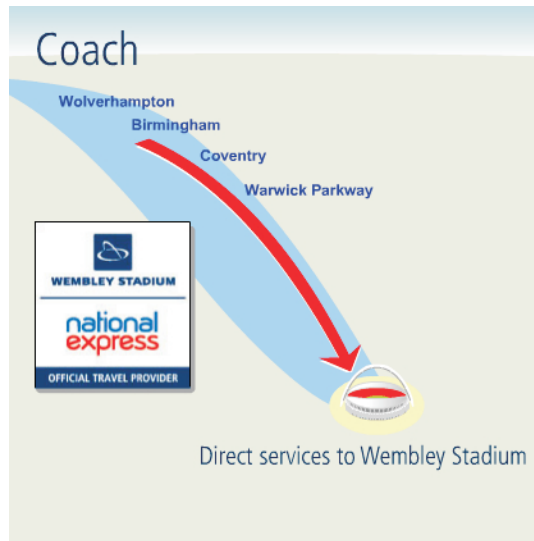 Coach
Wolverhampton
Birmingham
Coventry
Warwick Parkway
WEMBLEY STADIUM
national
express
OFFICIAL TRAVEL PROVIDER
Direct services to Wembley Stadium